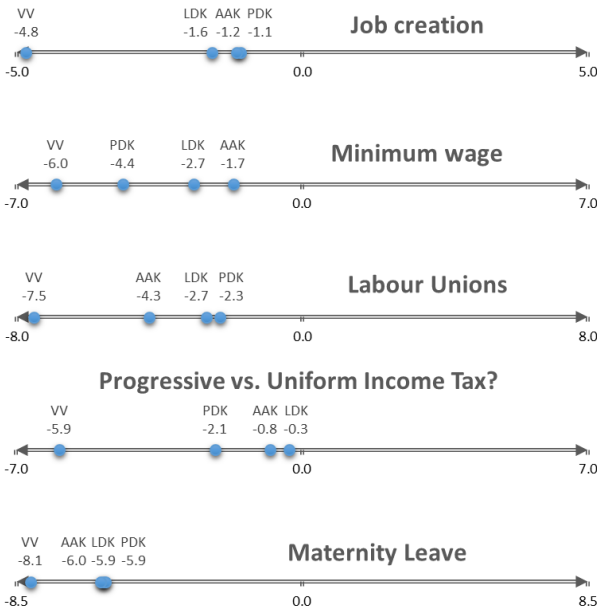 VV LDK AAK PDK
-4.8 -1.6 -1.2 -1.1
Job creation
-5.0 0.0 5.0
VV PDK LDK AAK
-6.0 -4.4 -2.7 -1.7
Minimum wage
-7.0 0.0 7.0
VV AAK LDK PDK
-7.5 -4.3 -2.7 -2.3
Labour Unions
-8.0 0.0 8.0
Progressive vs. Uniform Income Tax?
VV PDK AAK LDK
-5.9 -2.1 -0.8 -0.3
-7.0 0.0 7.0
VV AAK LDK PDK
-8.1 -6.0 -5.9 -5.9
Maternity Leave
-8.5 0.0 8.5